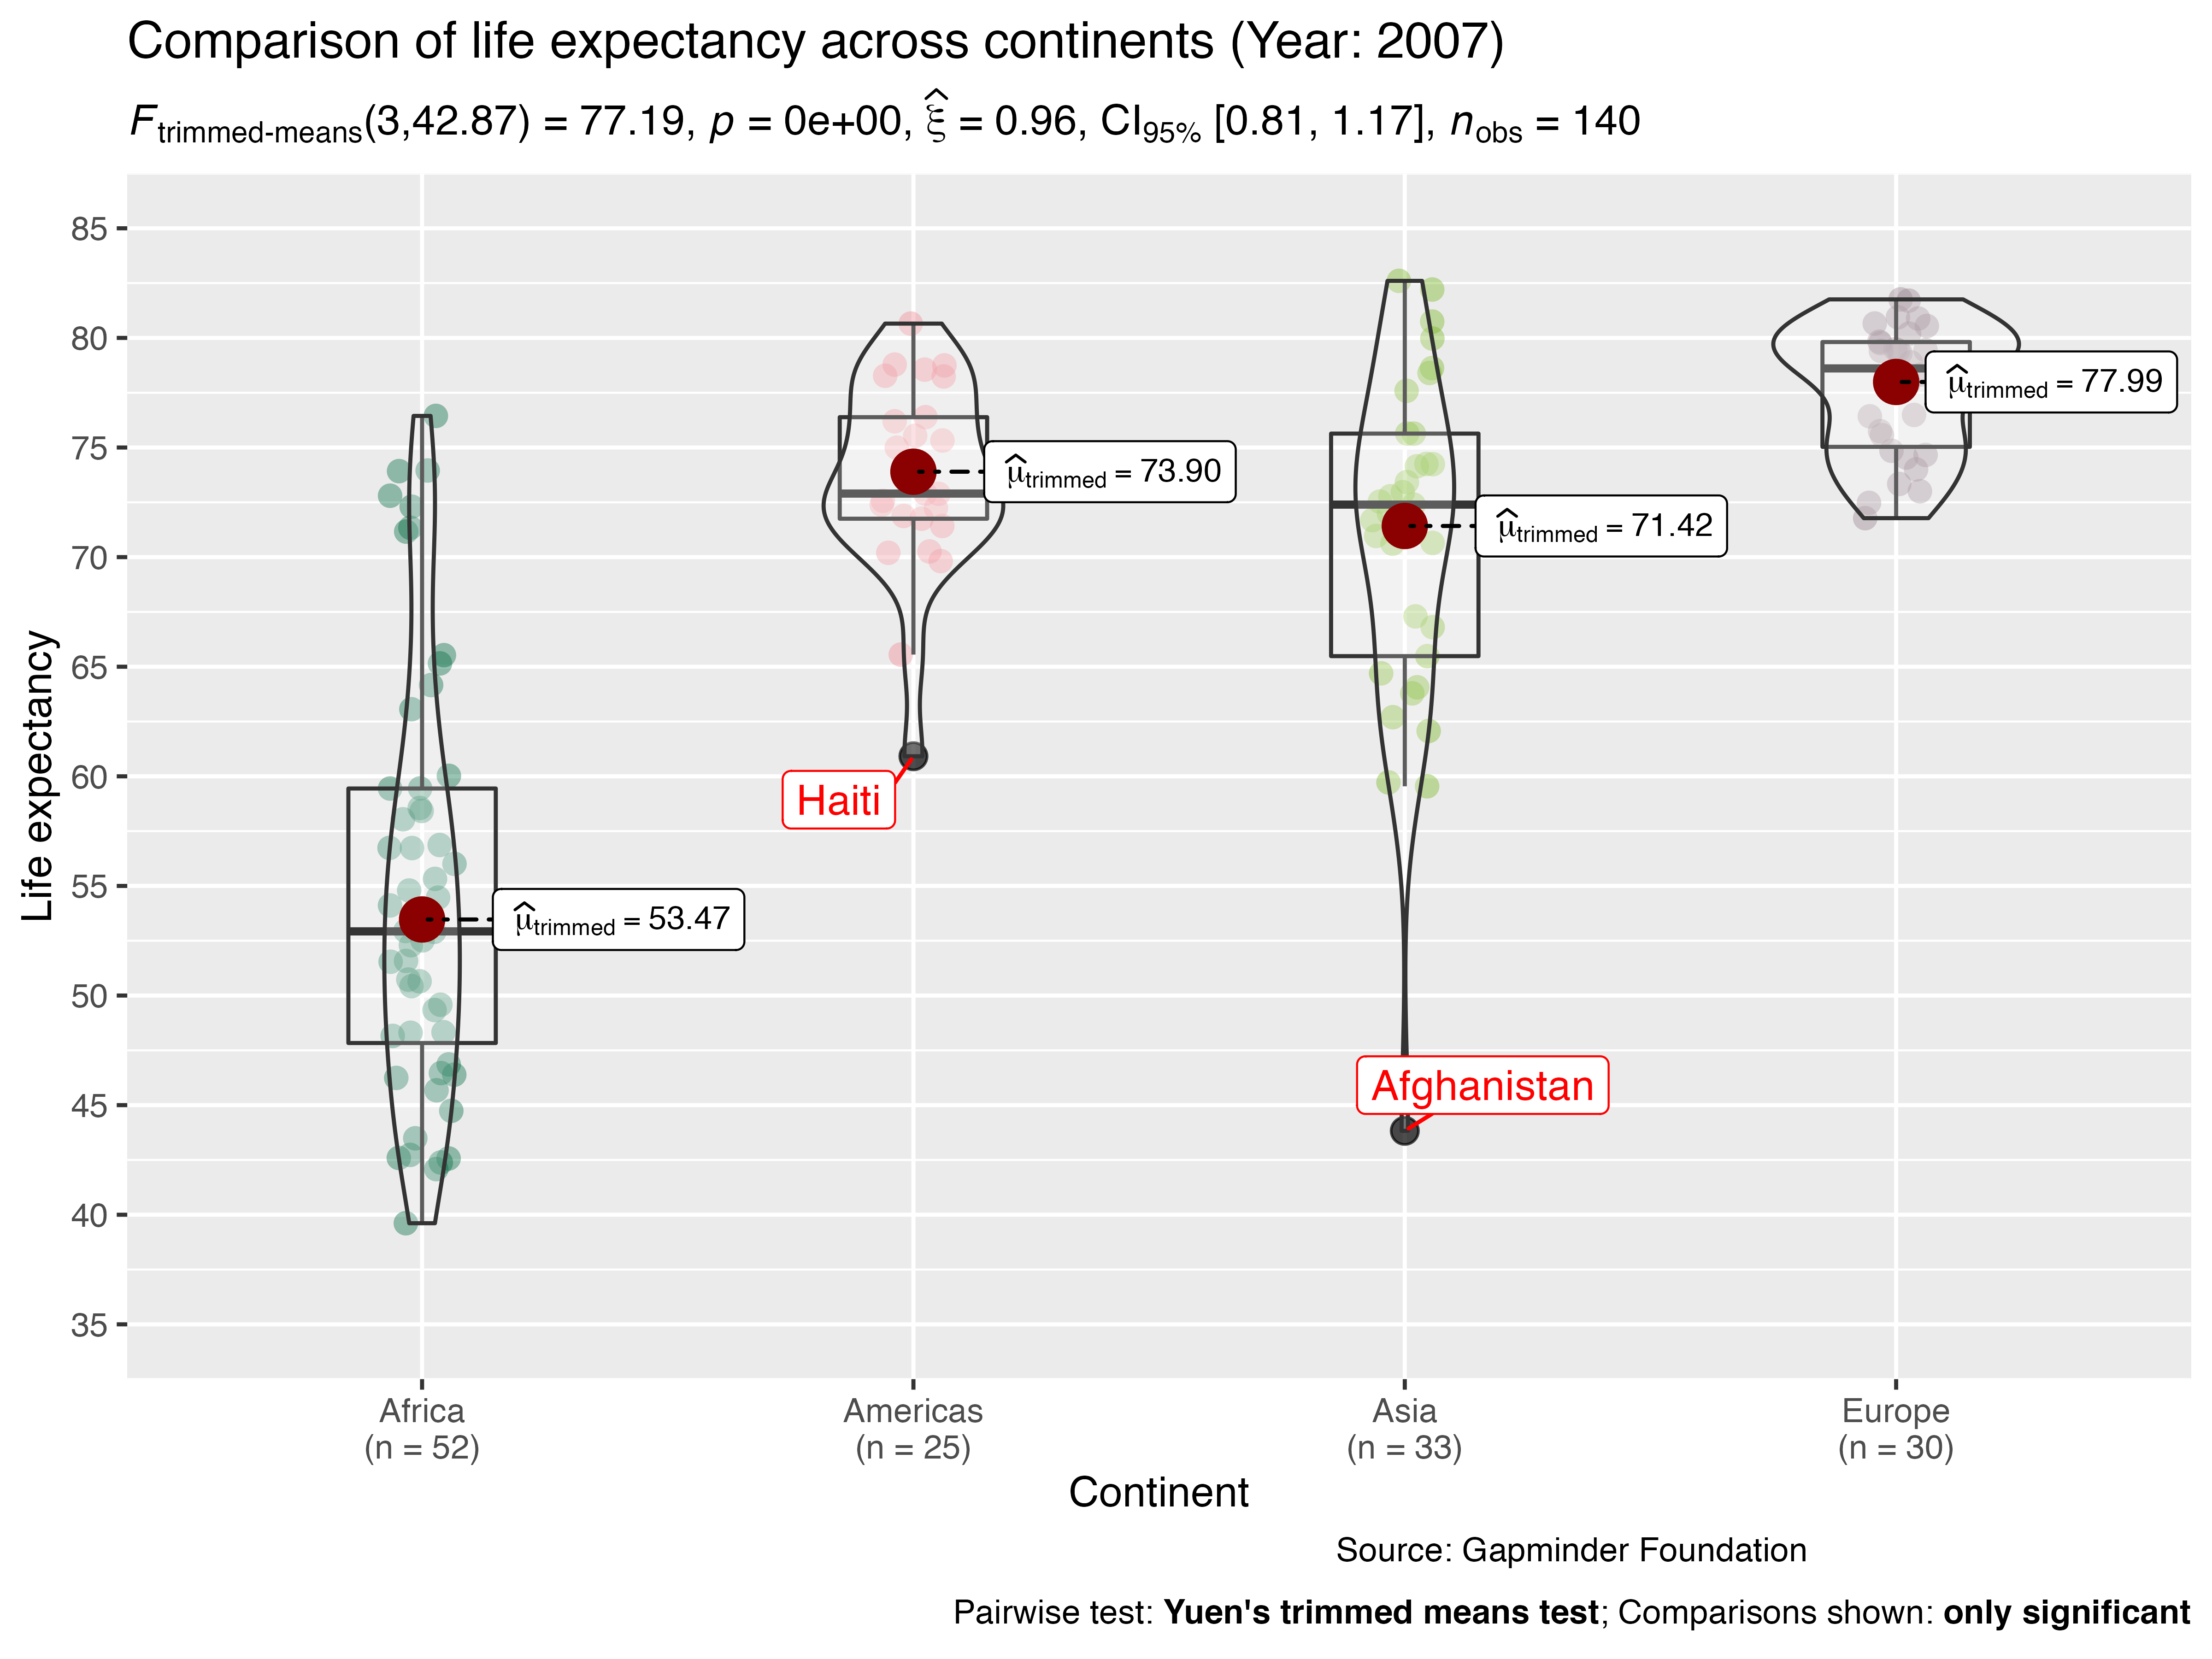 Comparison of life expectancy across continents (Year: 2007)
F trimmed-means(3,42.87) = 77.19, p = 0e+00, ξ̂ = 0.96, CI95% [0.81, 1.17], nobs = 140
Life expectancy
85
80
75
70
65
60
55
50
45
40
35
μ̂trimmed = 53.47
μ̂trimmed = 73.90
μ̂trimmed = 71.42
μ̂trimmed = 77.99
Haiti
Afghanistan
Africa
(n = 52)
Americas
(n = 25)
Asia
(n = 33)
Europe
(n = 30)
Continent
Source: Gapminder Foundation
Pairwise test: Yuen's trimmed means test; Comparisons shown: only significant